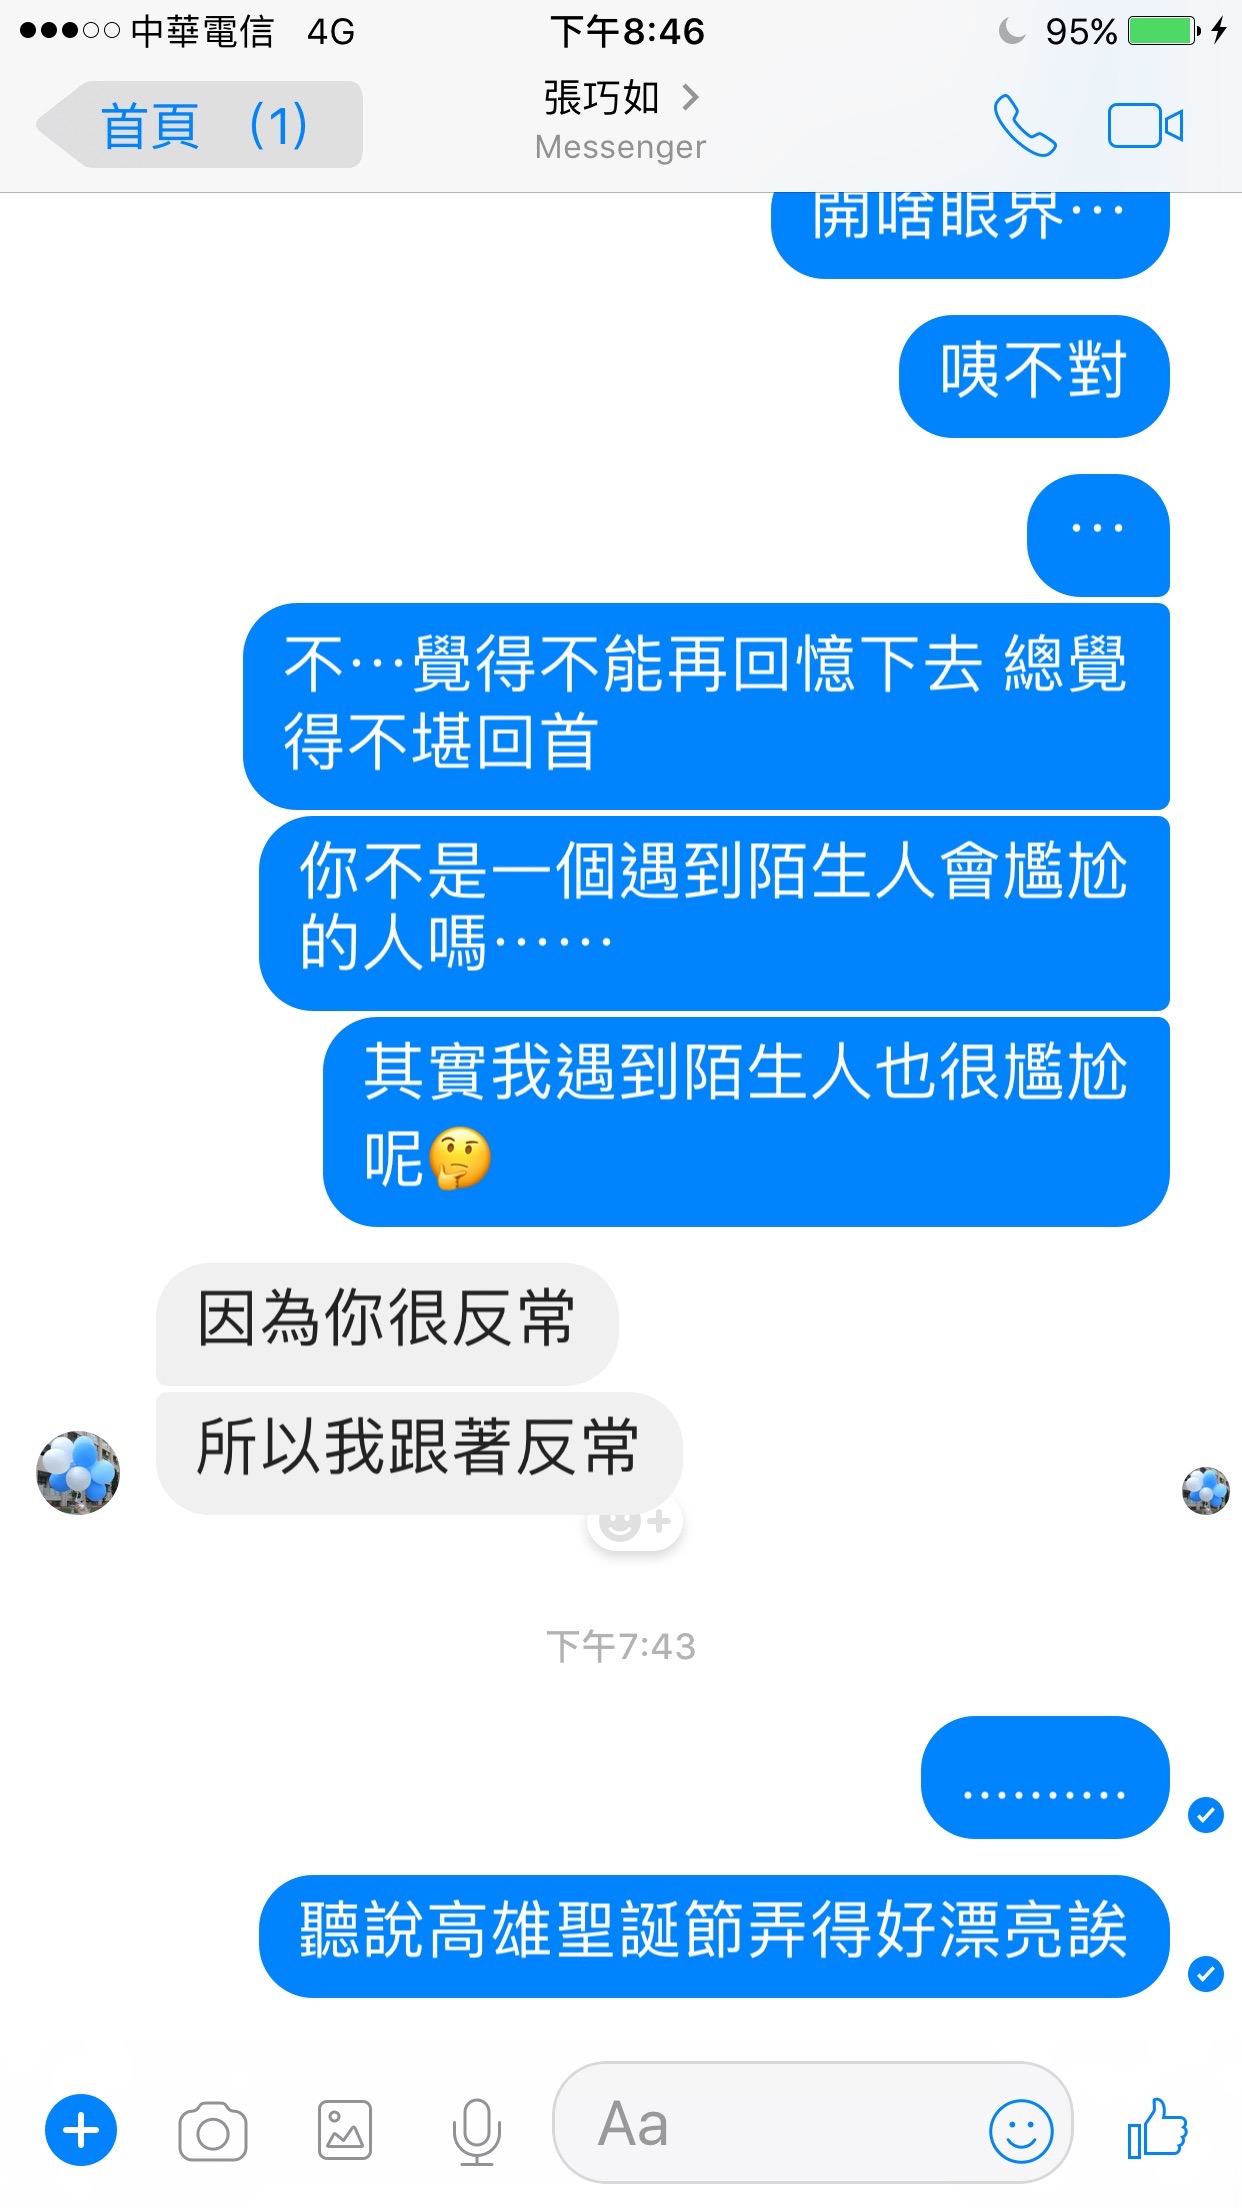 中華電信 4G 下午8:46 95%
首頁 (1) 張巧如
Messenger
開啥眼界⋯
咦不對
⋯
不⋯覺得不能再回憶下去 總覺
得不堪回首
你不是一個遇到陌生人會尷尬
的人嗎⋯⋯
其實我遇到陌生人也很尷尬
呢🤔
因為你很反常
所以我跟著反常
下午7:43
..........
聽說高雄聖誕節弄得好漂亮誒
Aa